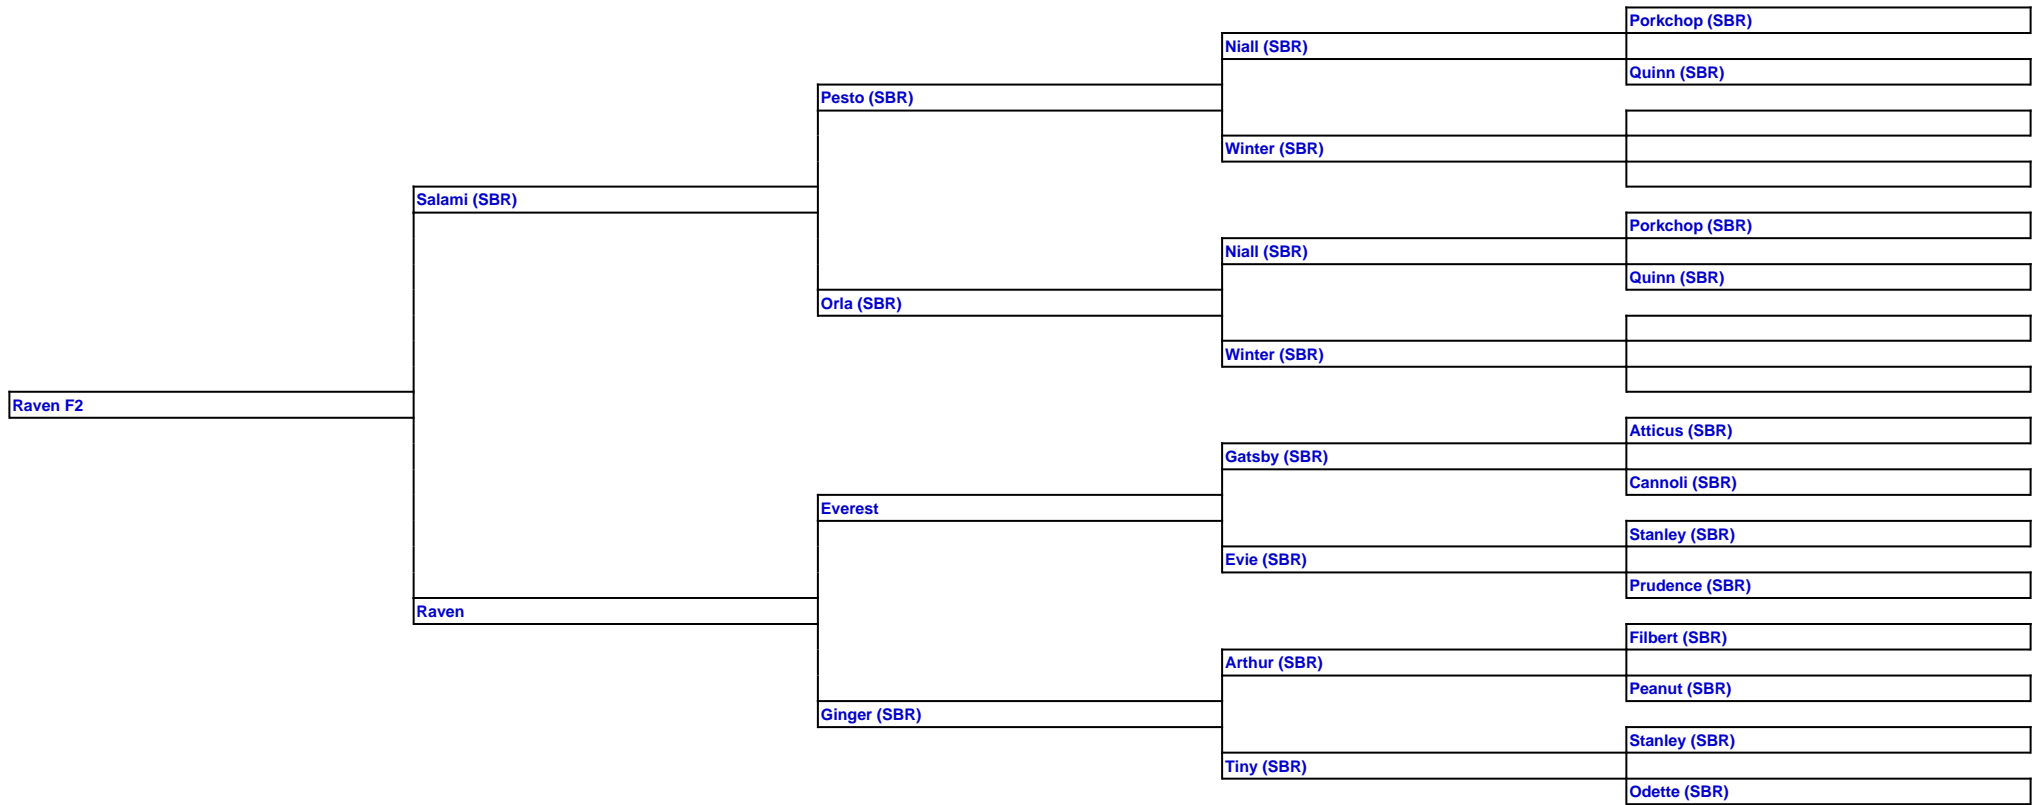 Porkchop (SBR)
Niall (SBR)
Quinn (SBR)
Pesto (SBR)
Winter (SBR)
Salami (SBR)
Porkchop (SBR)
Niall (SBR)
Quinn (SBR)
Orla (SBR)
Winter (SBR)
Raven F2
Atticus (SBR)
Gatsby (SBR)
Cannoli (SBR)
Everest
Stanley (SBR)
Evie (SBR)
Prudence (SBR)
Raven
Filbert (SBR)
Arthur (SBR)
Peanut (SBR)
Ginger (SBR)
Stanley (SBR)
Tiny (SBR)
Odette (SBR)